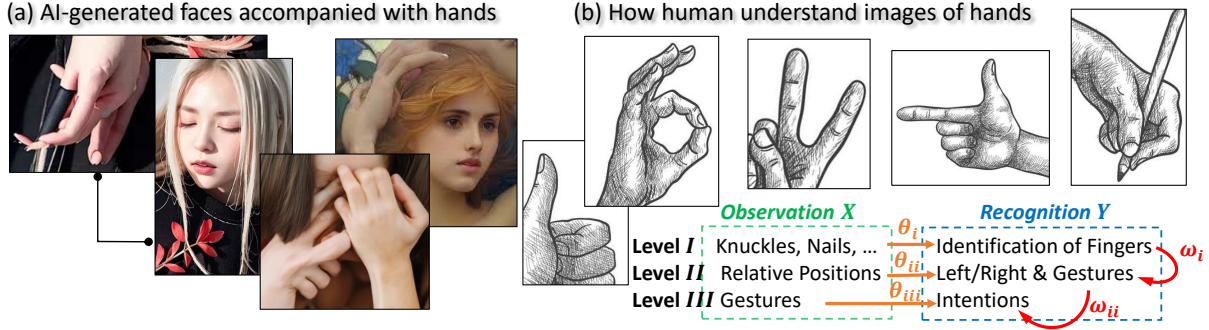 (a) AI-generated faces accompanied with hands
(b) How human understand images of hands
Observation X
Recognition Y
Level I Knuckles, Nails, ... θi Identification of Fingers ωi
Level II Relative Positions θii Left/Right & Gestures
Level III Gestures θiii Intentions ωii